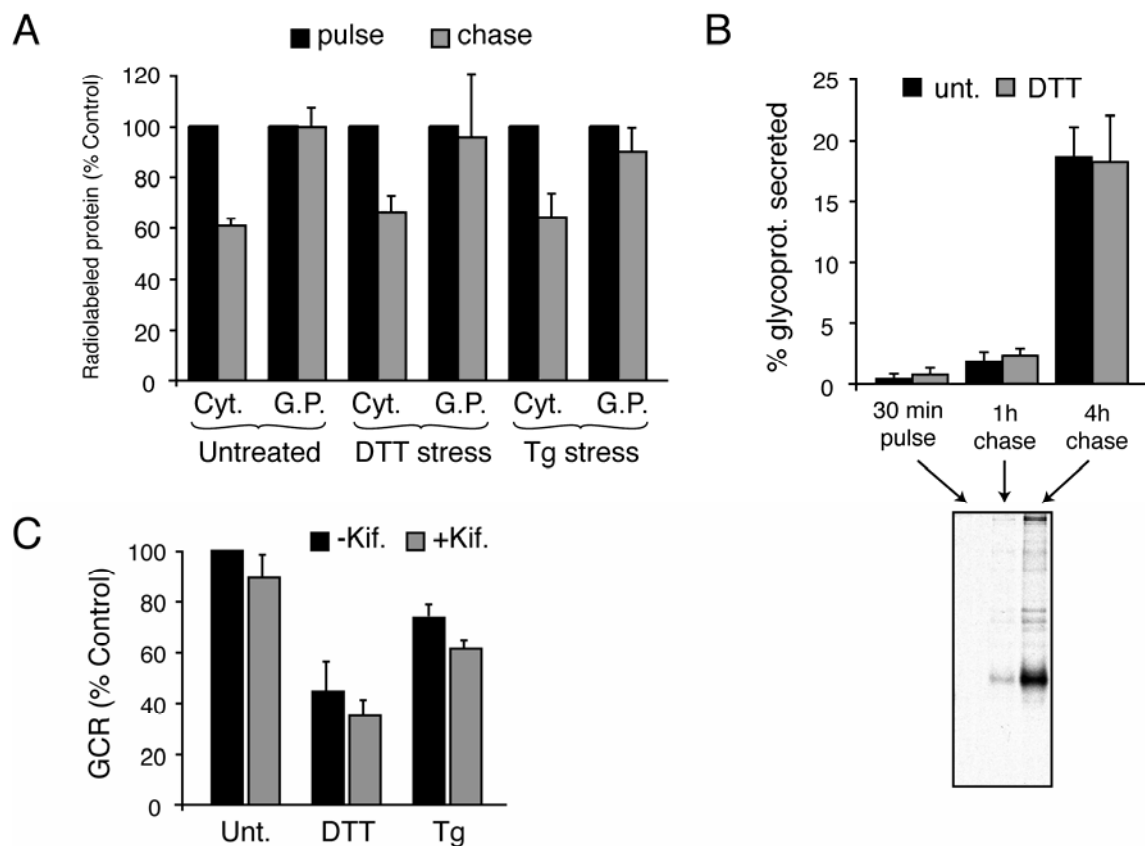 A
pulse chase
Radiolabeled protein (% Control)
120
100
80
60
40
20
0
Cyt. G.P. Cyt. G.P. Cyt. G.P.
Untreated DTT stress Tg stress
B
unt. DTT
% glycoprot. secreted
25
20
15
10
5
0
30 min 1h 4h
pulse chase chase
C
-Kif. +Kif.
GCR (% Control)
100
80
60
40
20
0
Unt. DTT Tg